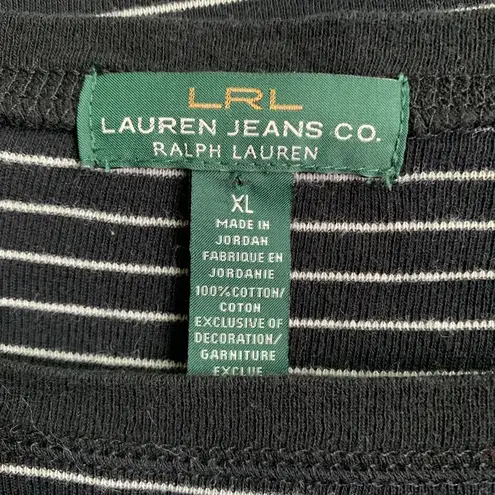 LRL
LAUREN JEANS CO.
RALPH LAUREN
XL
MADE IN
JORDAN
FABRIQUE EN
JORDANIE
100% COTTON/
COTON
EXCLUSIVE OF
DECORATION/
GARNITURE
EXCLUE